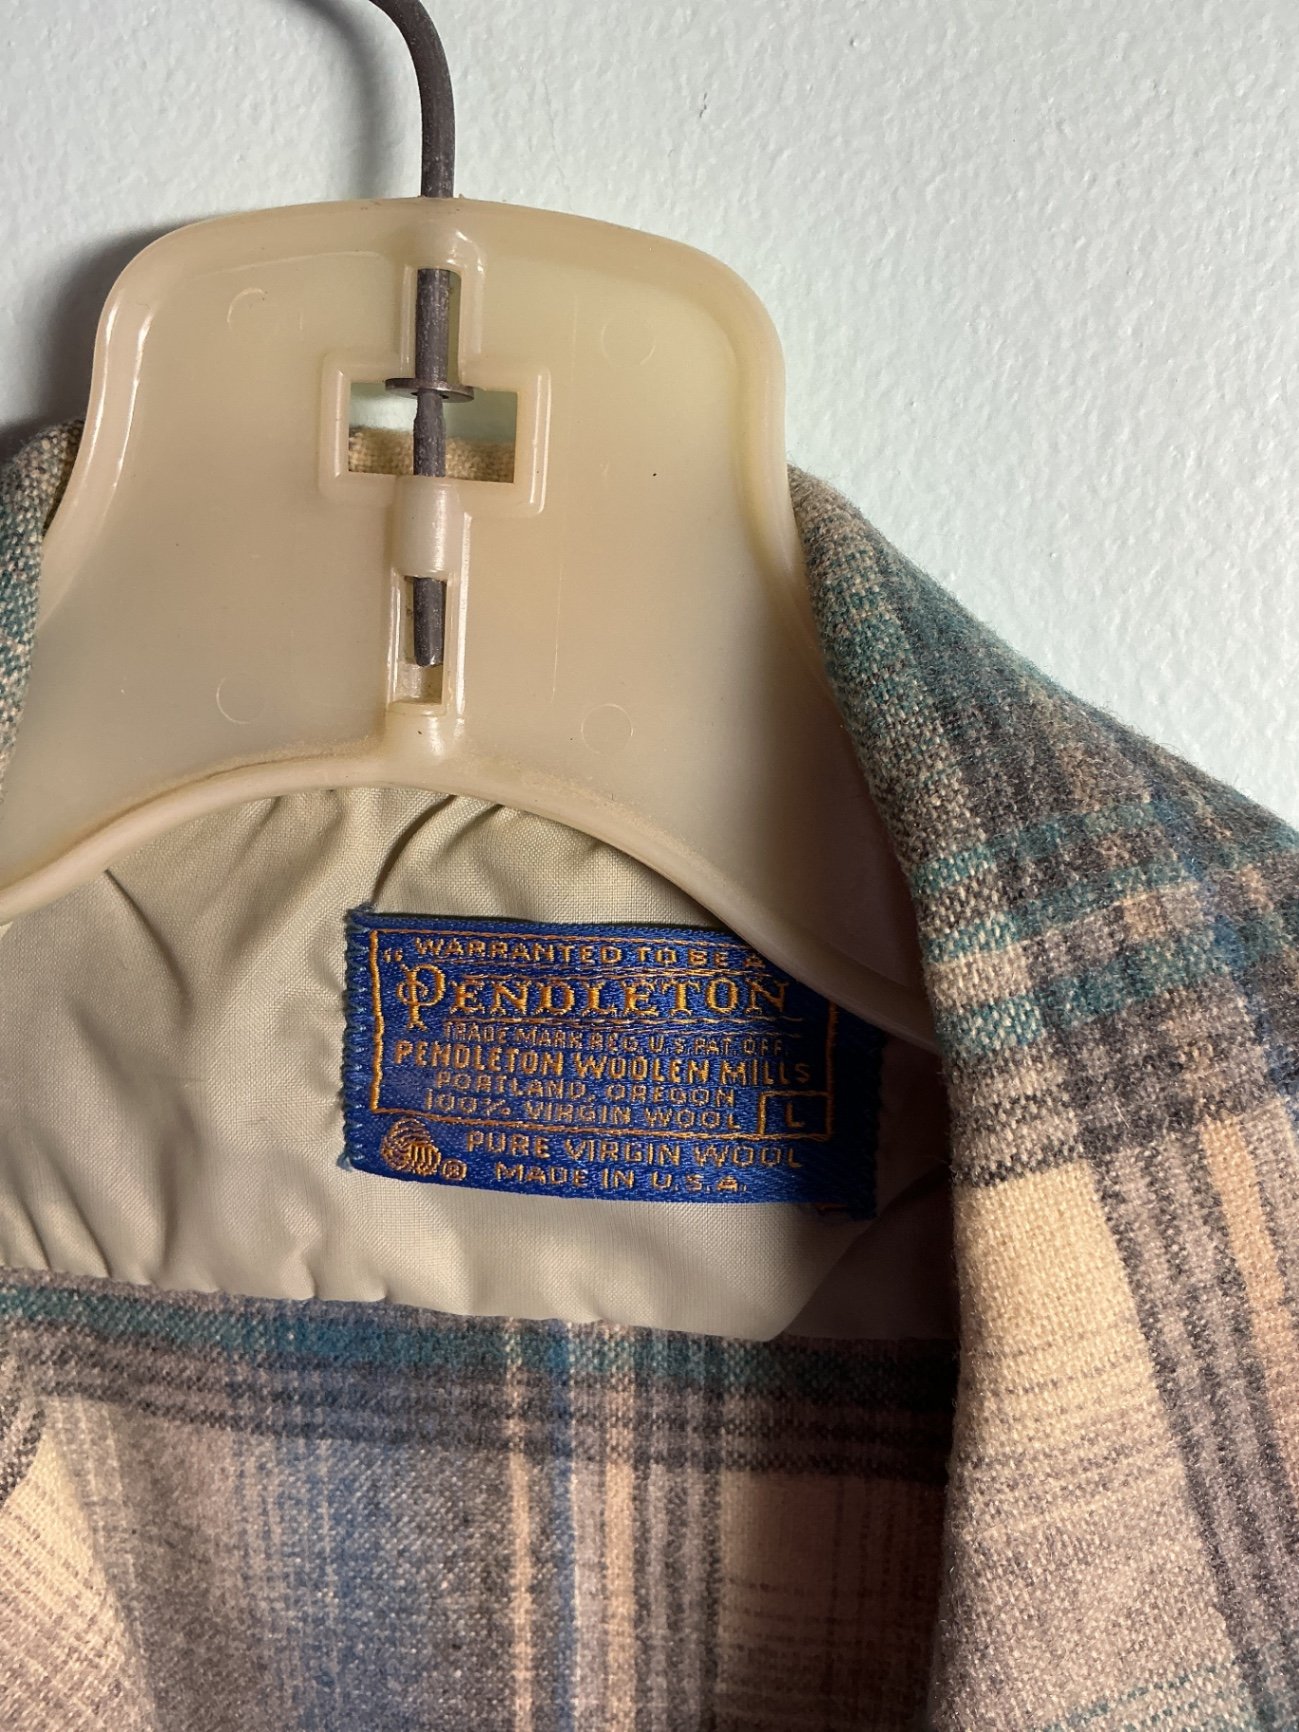 "WARRANTED TO BE A
PENDLETON
TRADE MARK REG. U.S. PAT. OFF.
PENDLETON WOOLEN MILLS
PORTLAND, OREGON
100% VIRGIN WOOL L
PURE VIRGIN WOOL
® MADE IN U.S.A.